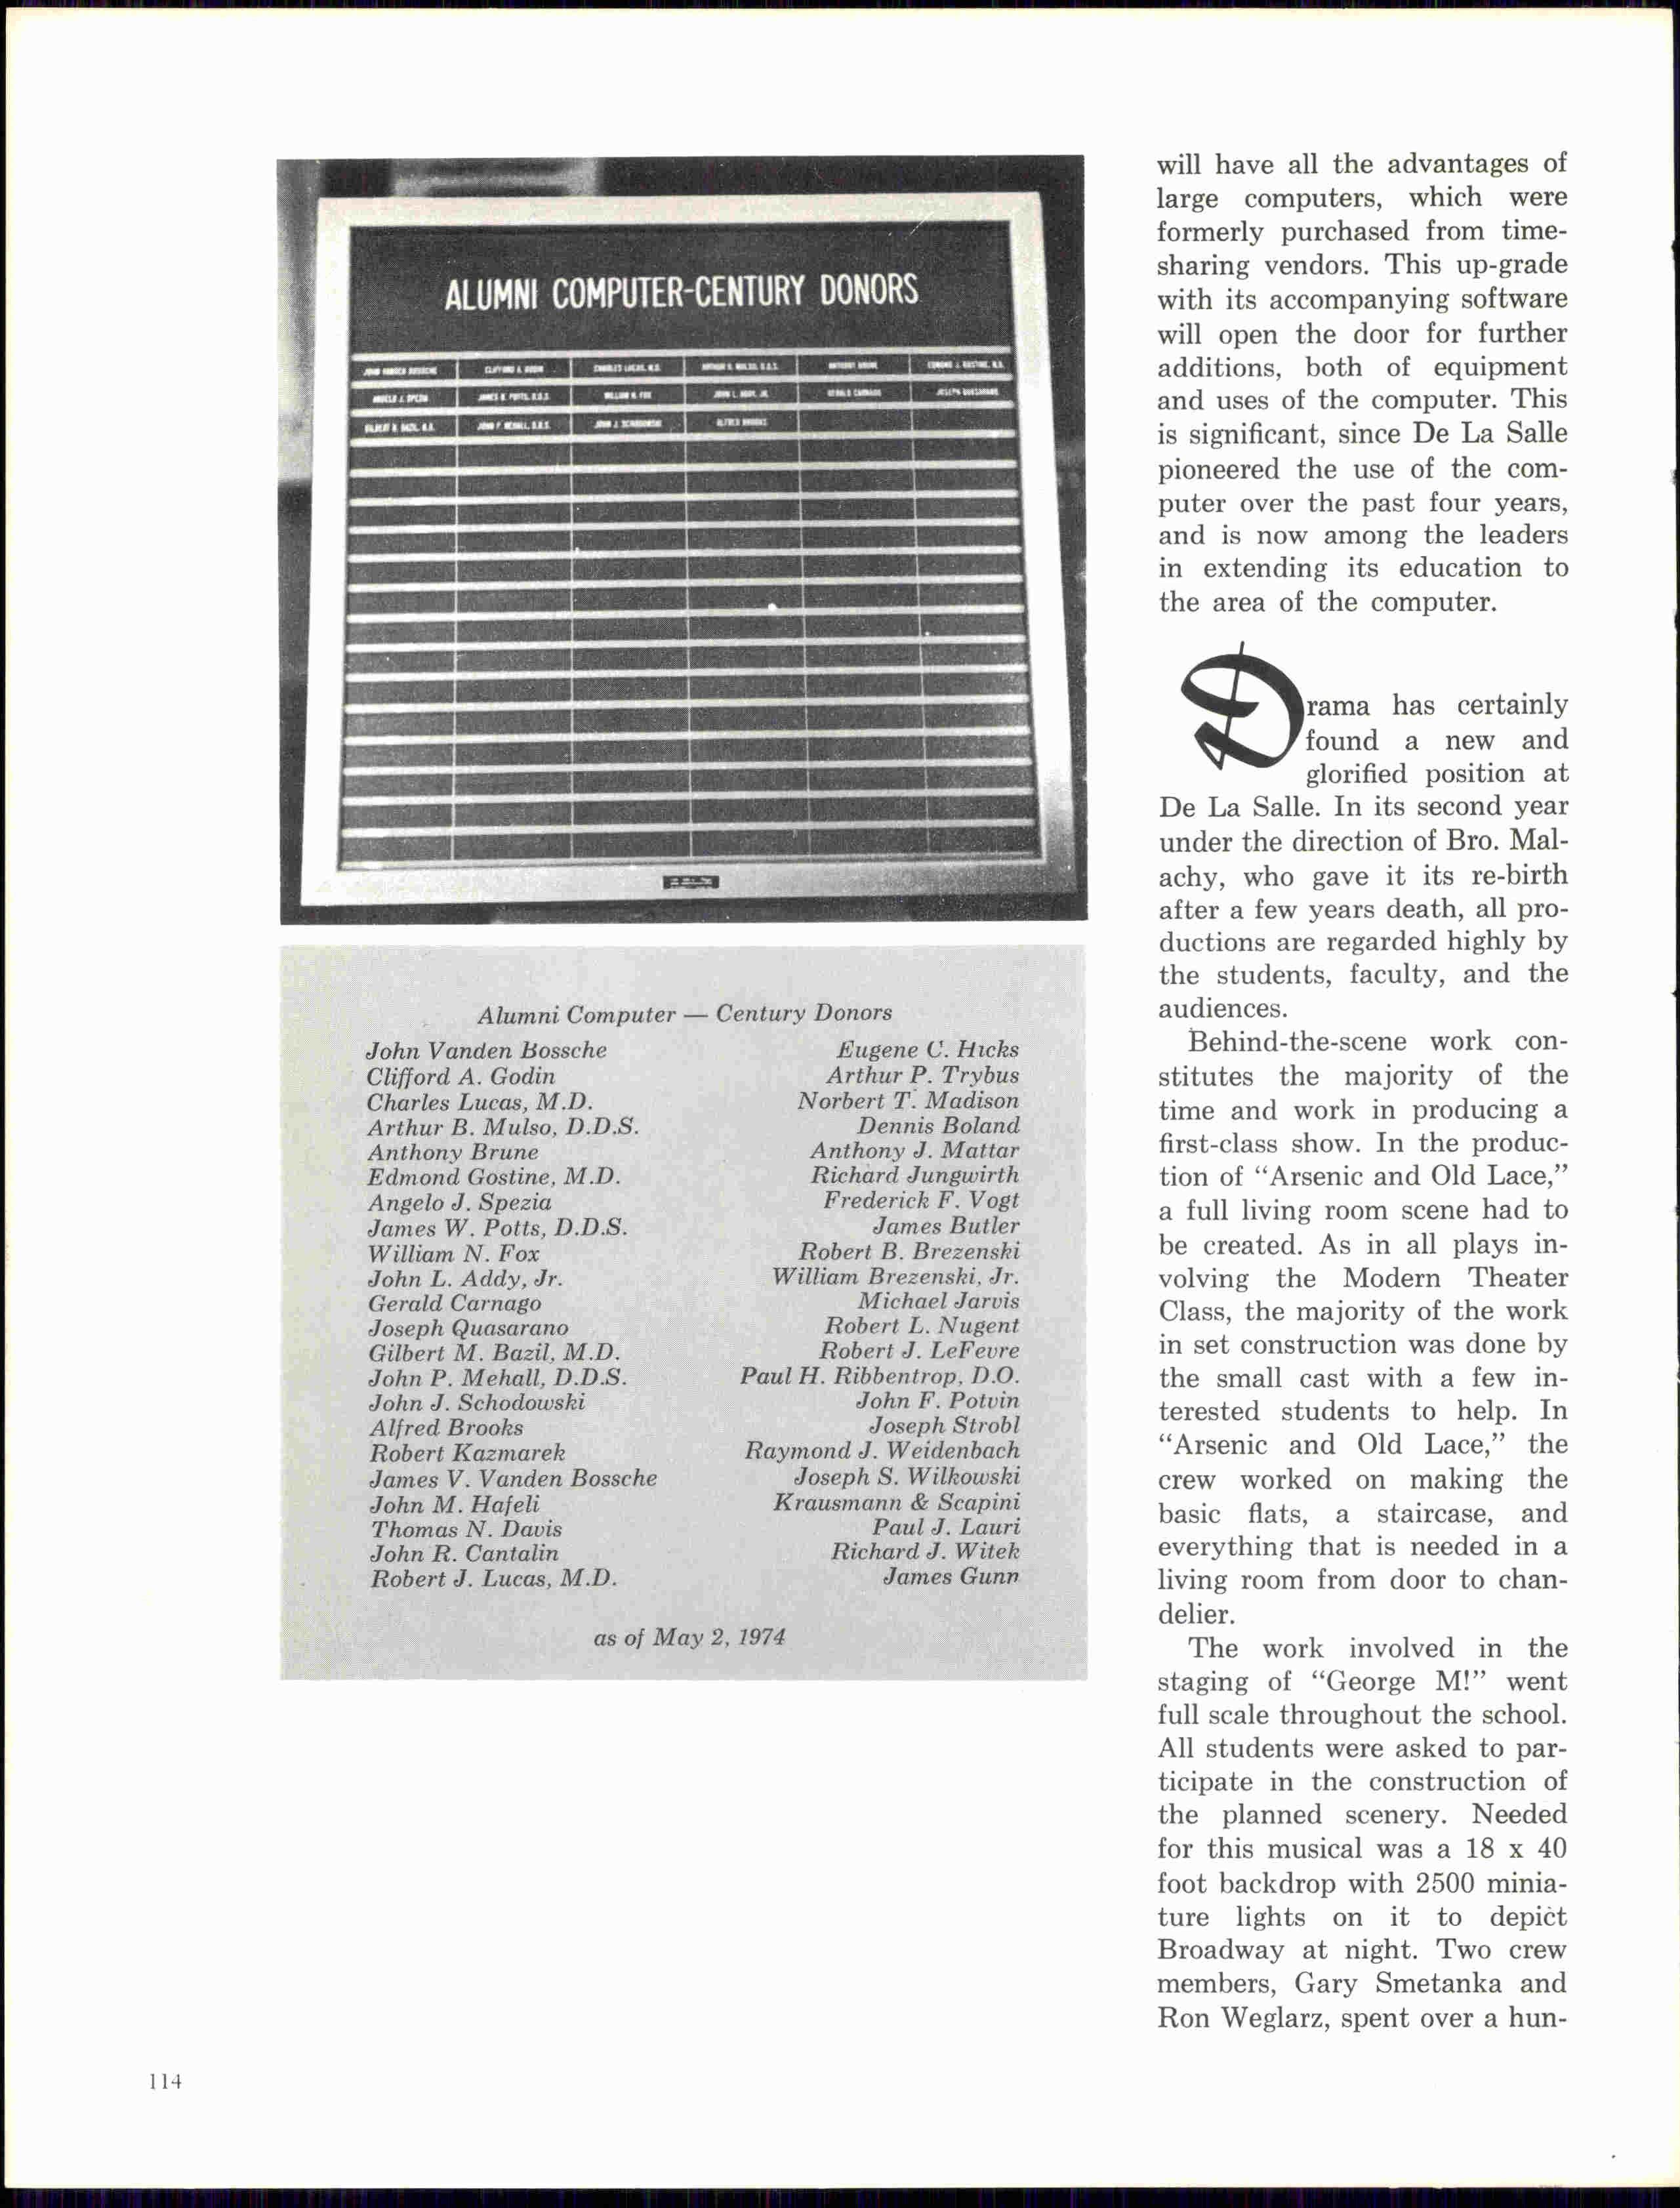 ALUMNI COMPUTER-CENTURY DONORS
Alumni Computer — Century Donors
John Vanden Bossche
Clifford A. Godin
Charles Lucas, M.D.
Arthur B. Mulso, D.D.S.
Anthony Brune
Edmond Gostine, M.D.
Angelo J. Spezia
James W. Potts, D.D.S.
William N. Fox
John L. Addy, Jr.
Gerald Carnago
Joseph Quasarano
Gilbert M. Bazil, M.D.
John P. Mehall, D.D.S.
John J. Schodowski
Alfred Brooks
Robert Kazmarek
James V. Vanden Bossche
John M. Hafeli
Thomas N. Davis
John R. Cantalin
Robert J. Lucas, M.D.
Eugene C. Hicks
Arthur P. Trybus
Norbert T. Madison
Dennis Boland
Anthony J. Mattar
Richard Jungwirth
Frederick F. Vogt
James Butler
Robert B. Brezenski
William Brezenski, Jr.
Michael Jarvis
Robert L. Nugent
Robert J. LeFevre
Paul H. Ribbentrop, D.O.
John F. Potvin
Joseph Strobl
Raymond J. Weidenbach
Joseph S. Wilkowski
Krausmann & Scapini
Paul J. Lauri
Richard J. Witek
James Gunn
as of May 2, 1974
will have all the advantages of
large computers, which were
formerly purchased from time-
sharing vendors. This up-grade
with its accompanying software
will open the door for further
additions, both of equipment
and uses of the computer. This
is significant, since De La Salle
pioneered the use of the com-
puter over the past four years,
and is now among the leaders
in extending its education to
the area of the computer.
Drama has certainly
found a new and
glorified position at
De La Salle. In its second year
under the direction of Bro. Mal-
achy, who gave it its re-birth
after a few years death, all pro-
ductions are regarded highly by
the students, faculty, and the
audiences.
Behind-the-scene work con-
stitutes the majority of the
time and work in producing a
first-class show. In the produc-
tion of “Arsenic and Old Lace,”
a full living room scene had to
be created. As in all plays in-
volving the Modern Theater
Class, the majority of the work
in set construction was done by
the small cast with a few in-
terested students to help. In
“Arsenic and Old Lace,” the
crew worked on making the
basic flats, a staircase, and
everything that is needed in a
living room from door to chan-
delier.
The work involved in the
staging of “George M!” went
full scale throughout the school.
All students were asked to par-
ticipate in the construction of
the planned scenery. Needed
for this musical was a 18 x 40
foot backdrop with 2500 minia-
ture lights on it to depict
Broadway at night. Two crew
members, Gary Smetanka and
Ron Weglarz, spent over a hun-
114